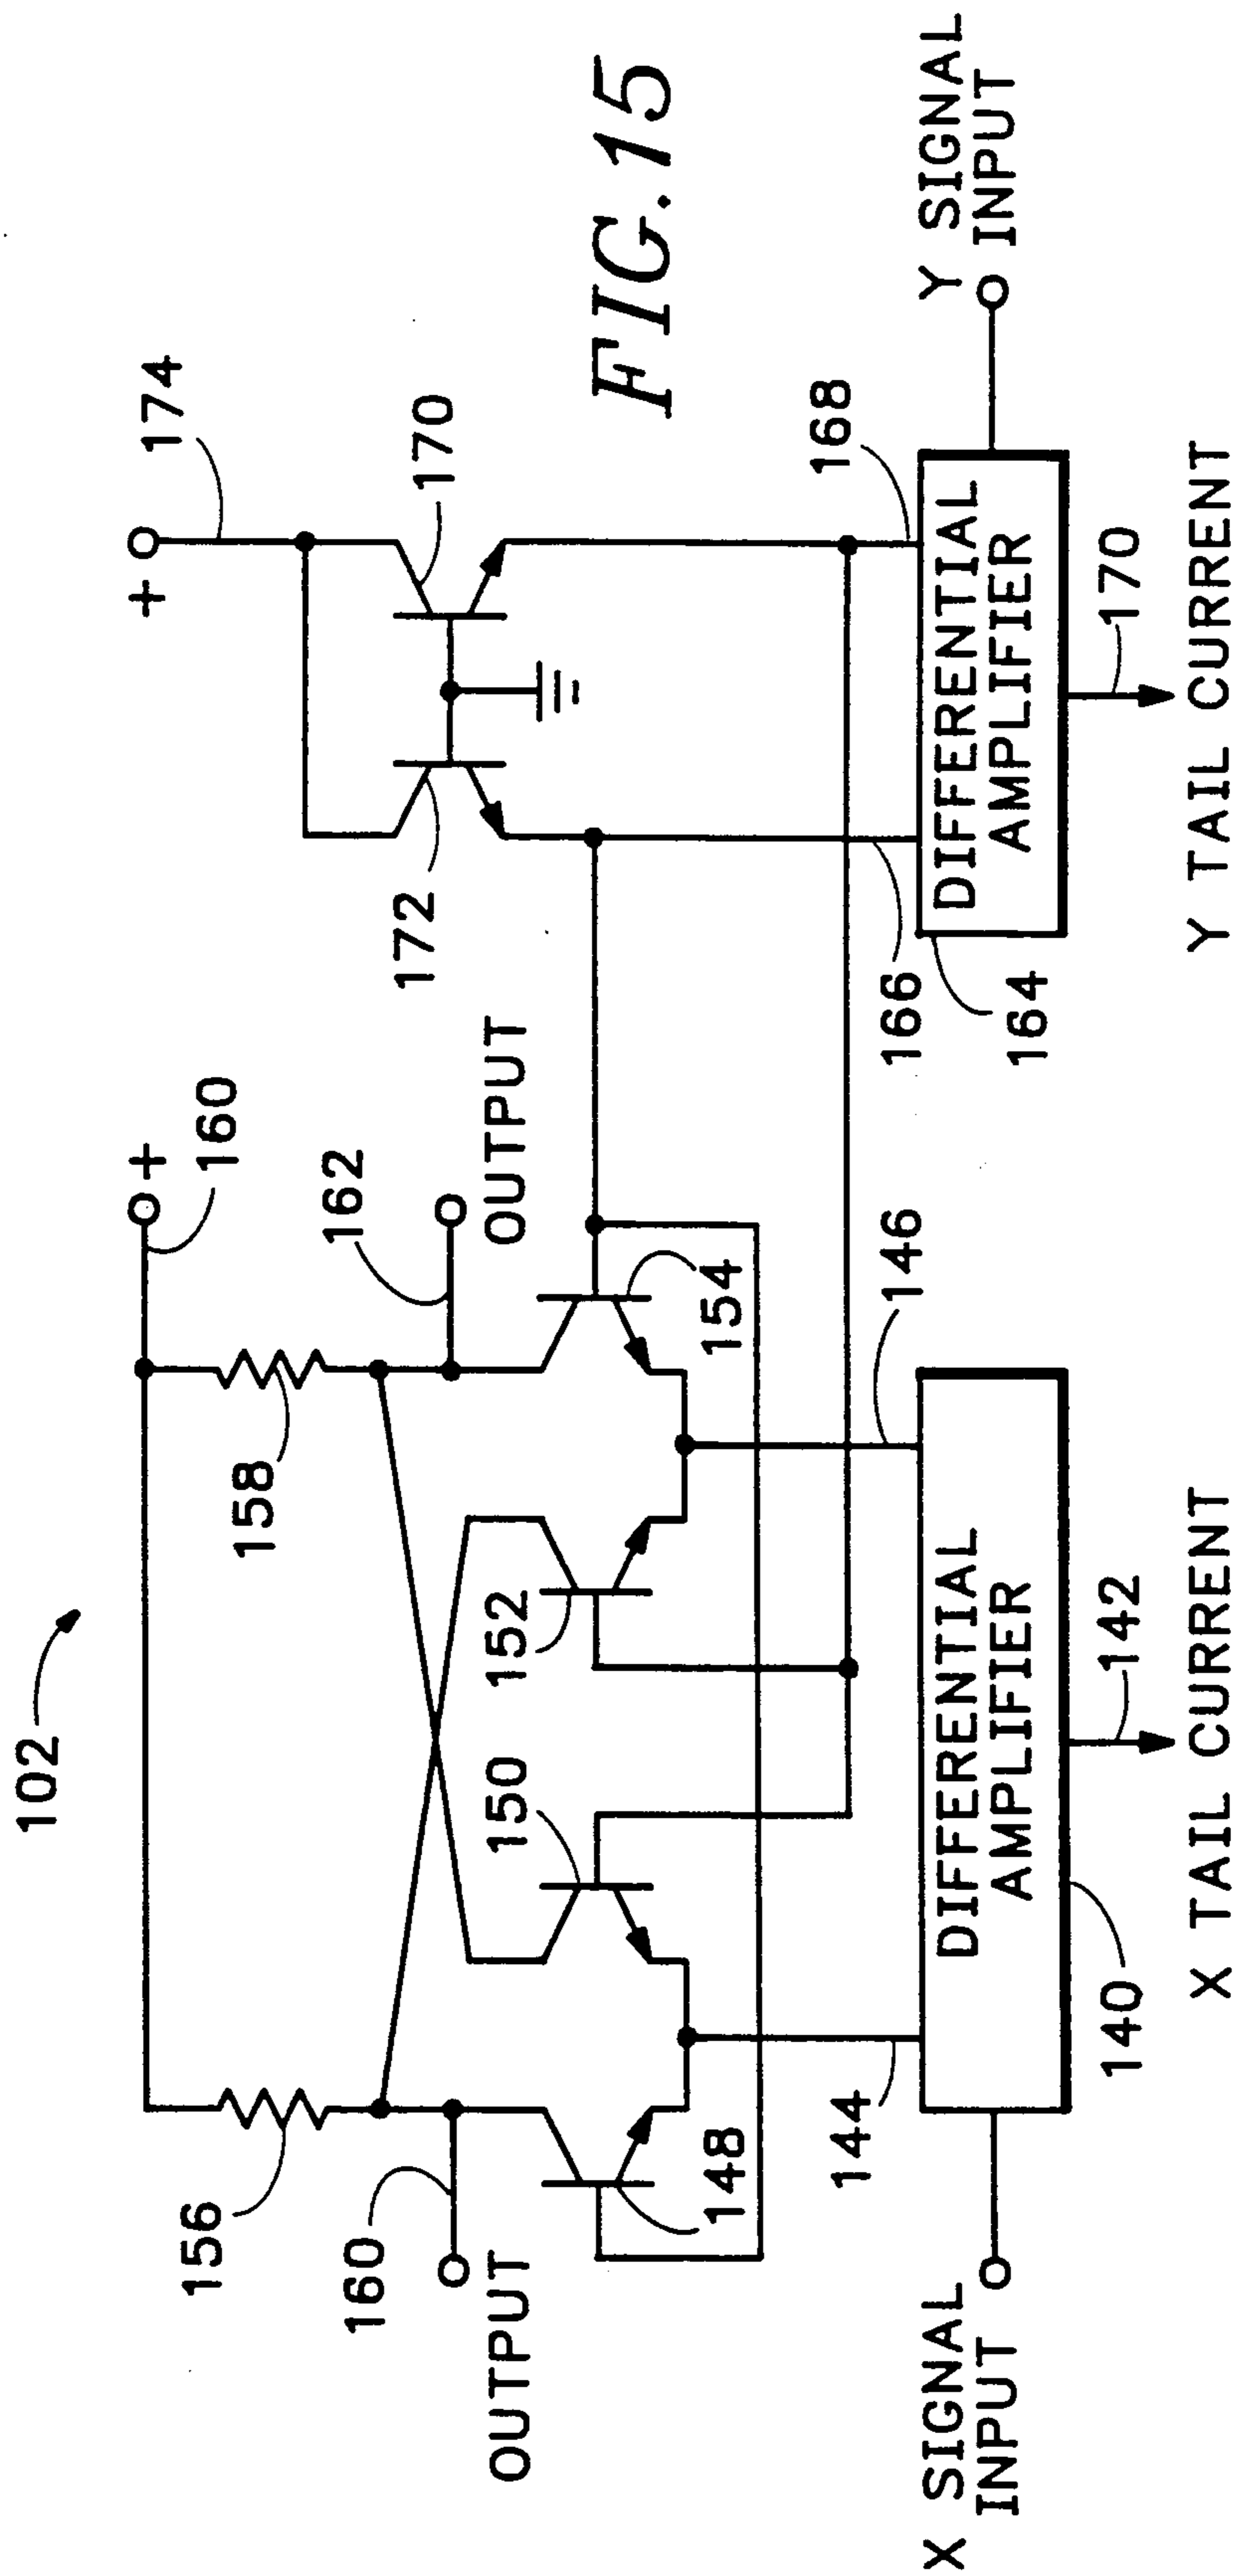 102
160
+
+
174
156
158
162
160
OUTPUT
OUTPUT
150
152
148
154
172
170
FIG.15
144
146
166
168
164
X SIGNAL
INPUT
DIFFERENTIAL
AMPLIFIER
DIFFERENTIAL
AMPLIFIER
Y SIGNAL
INPUT
140
142
170
X TAIL CURRENT
Y TAIL CURRENT